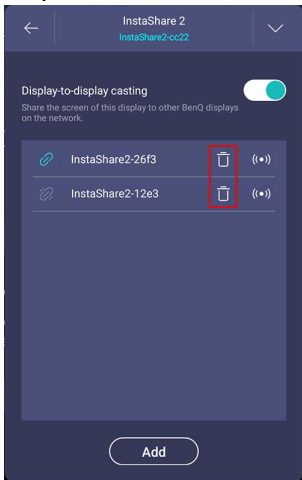 InstaShare 2
InstaShare2-cc22
Display-to-display casting
Share the screen of this display to other BenQ displays
on the network.
InstaShare2-26f3
InstaShare2-12e3
Add